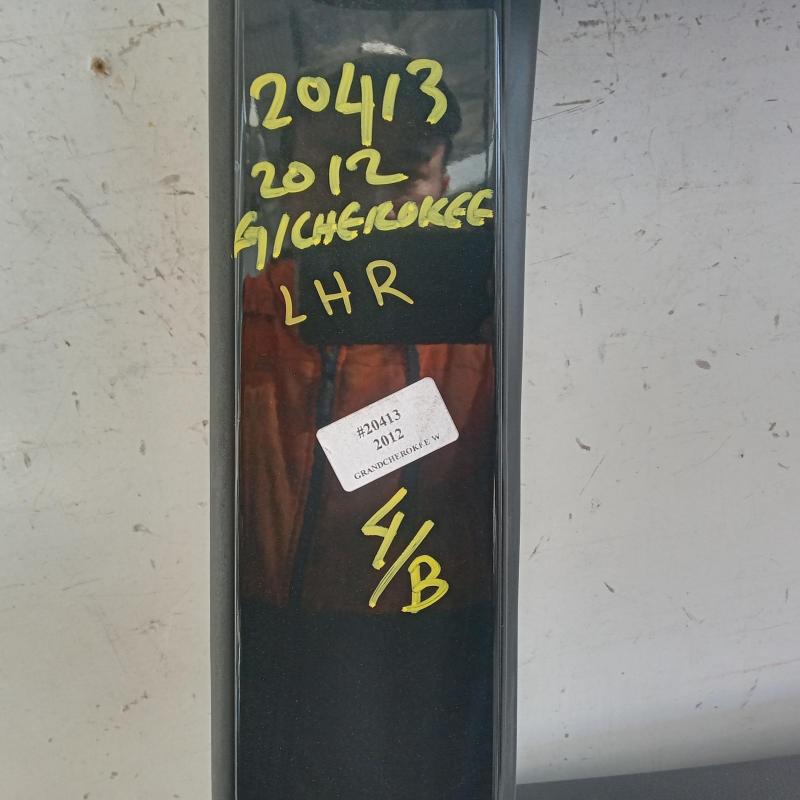 20413
2012
G/CHEROKEE
LHR
#20413
2012
GRANDCHEROKEE W
4/B